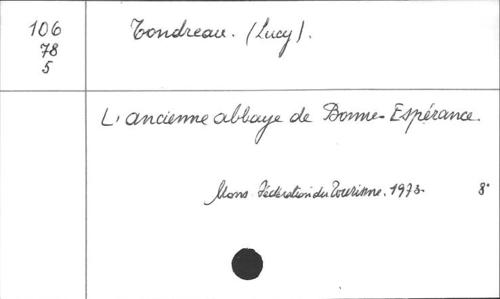 106
78
5
Tondreau. (Lucy).
L'ancienne abbaye de Bonne-Espérance.
Mons Fédération du Tourisme. 1973. 8°